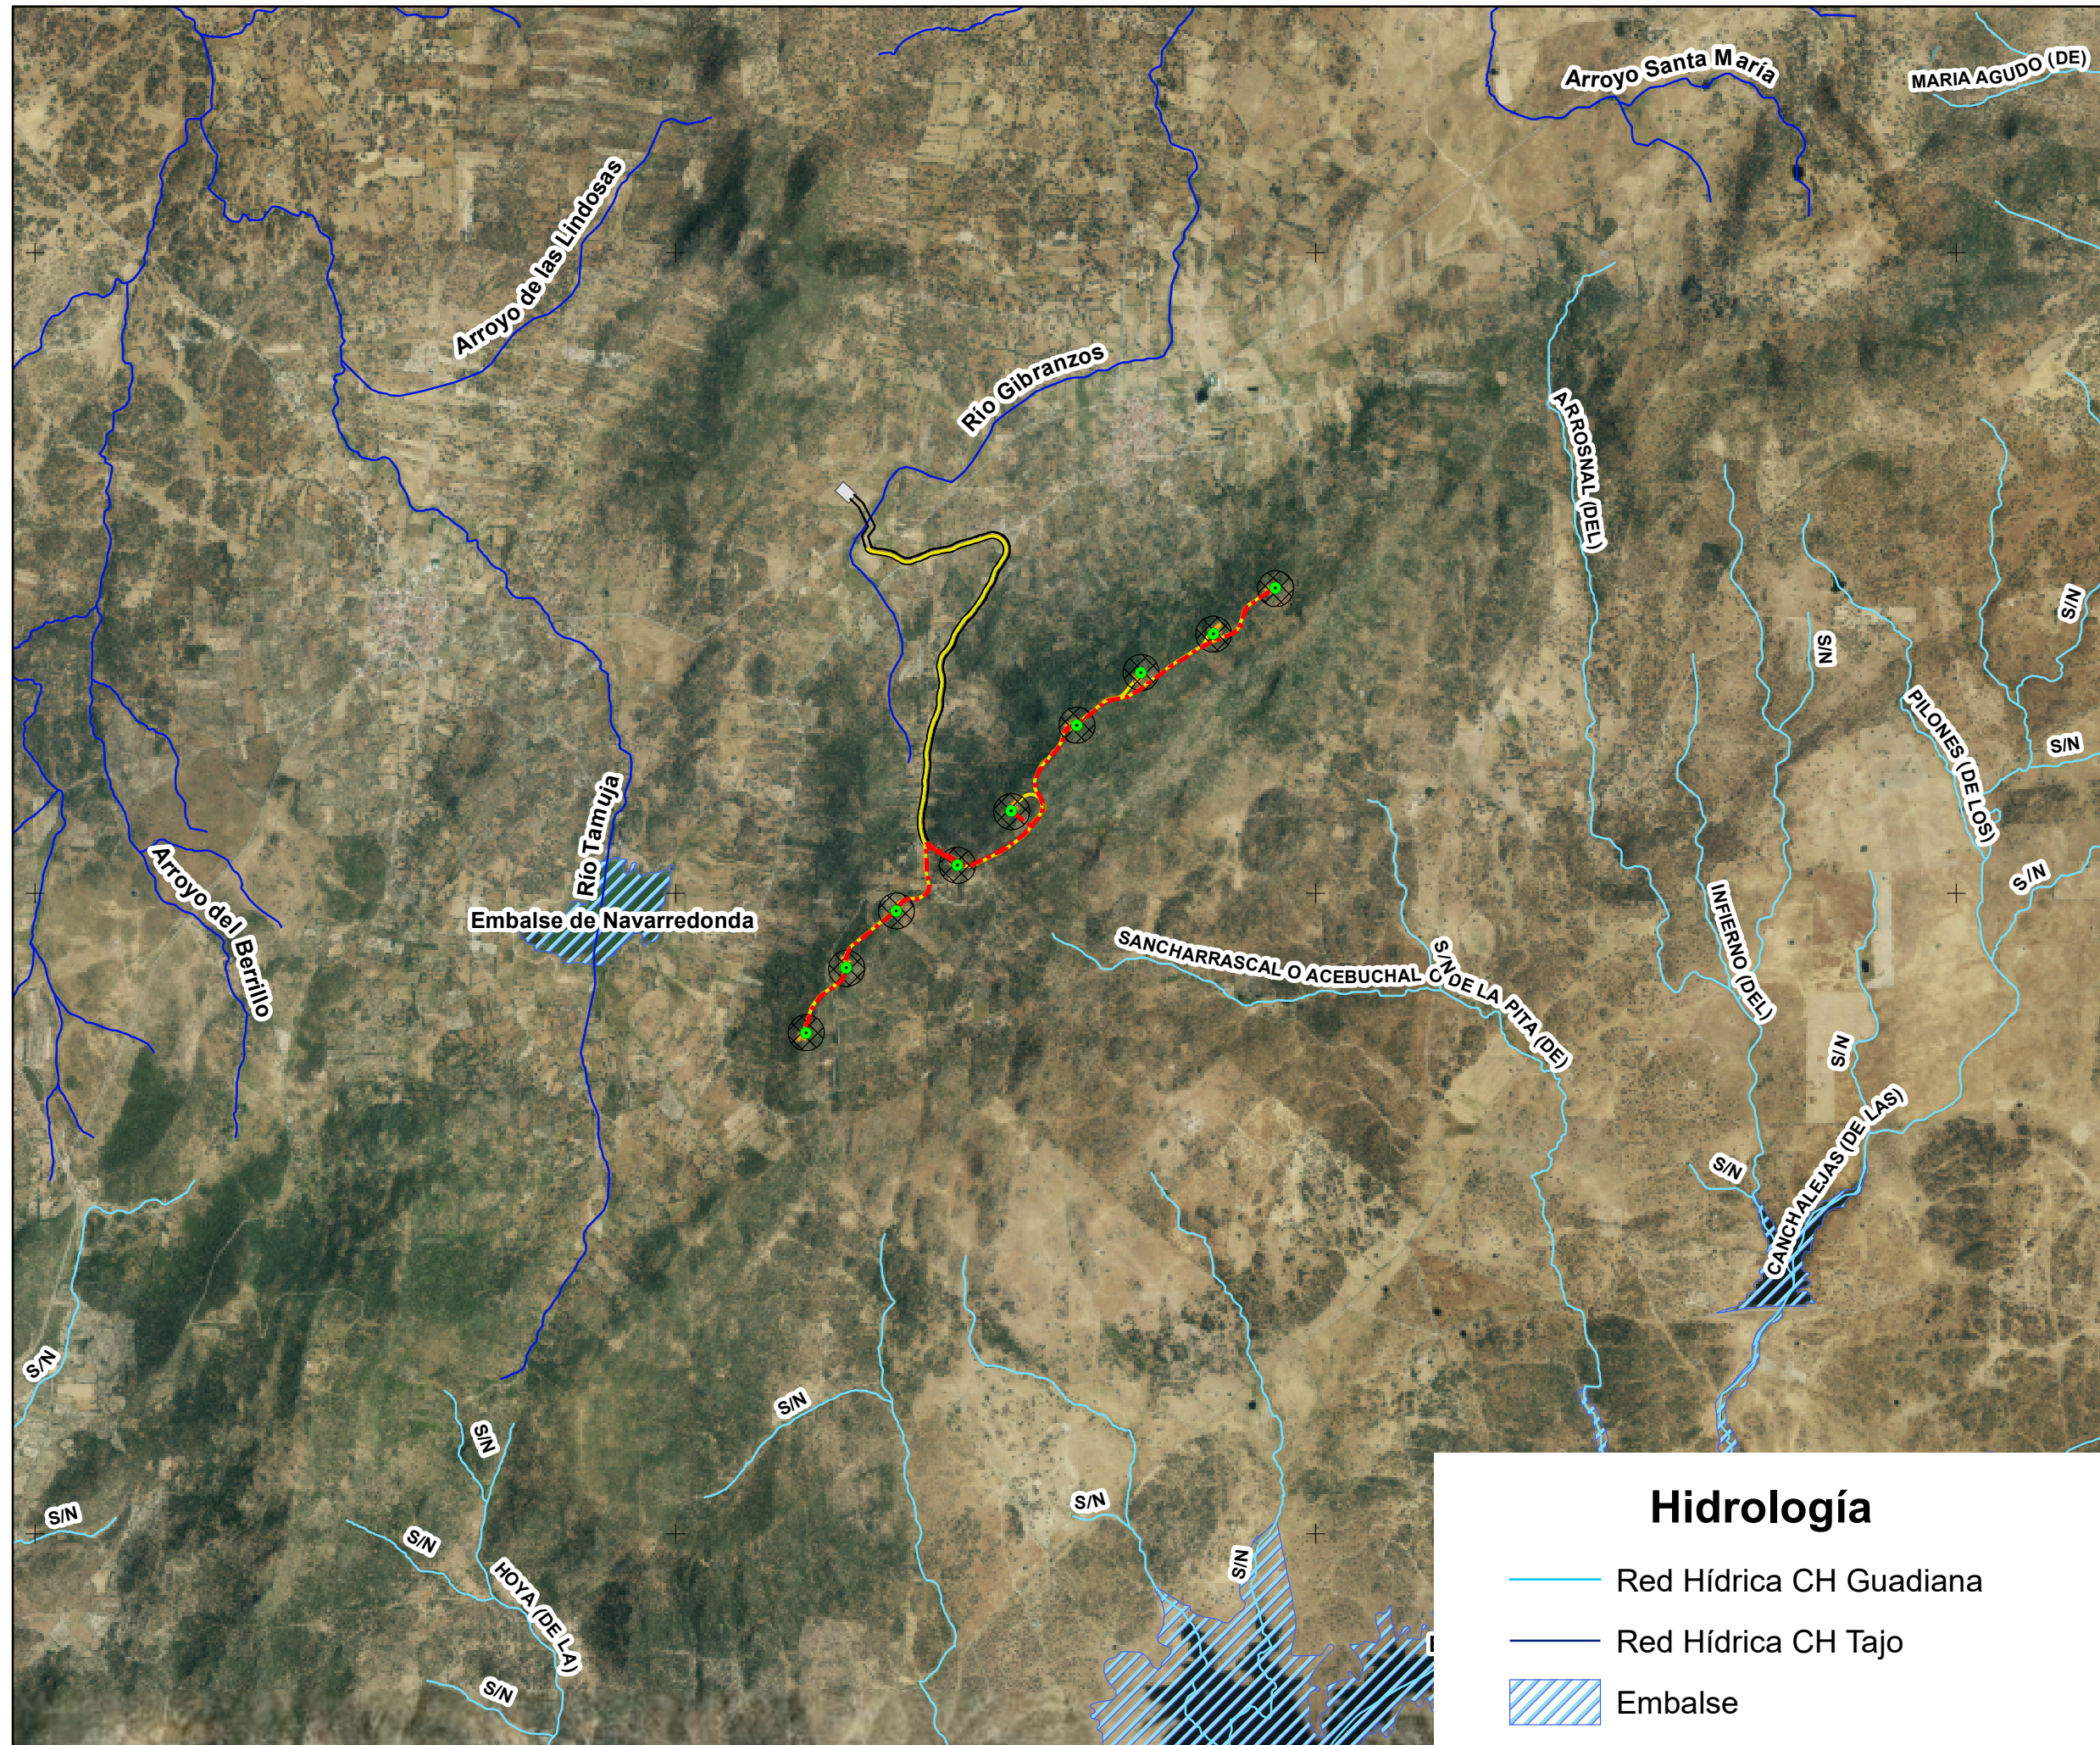 Arroyo Santa María
MARIA AGUDO (DE)
Arroyo de las Lindosas
Río Gibranzos
ARROSNAL (DEL)
S/N
S/N
PILONES (DE LOS)
S/N
Río Tamuja
Arroyo del Berrillo
S/N
Embalse de Navarredonda
INFIERNO (DEL)
SANCHARRASCAL O ACEBUCHAL O DE LA PITA (DE)
S/N
S/N
CANCHALEJAS (DE LAS)
S/N
S/N
S/N
S/N
S/N
S/N
S/N
S/N
HOYA (DE LA)
S/N
Hidrología
Red Hídrica CH Guadiana
Red Hídrica CH Tajo
Embalse